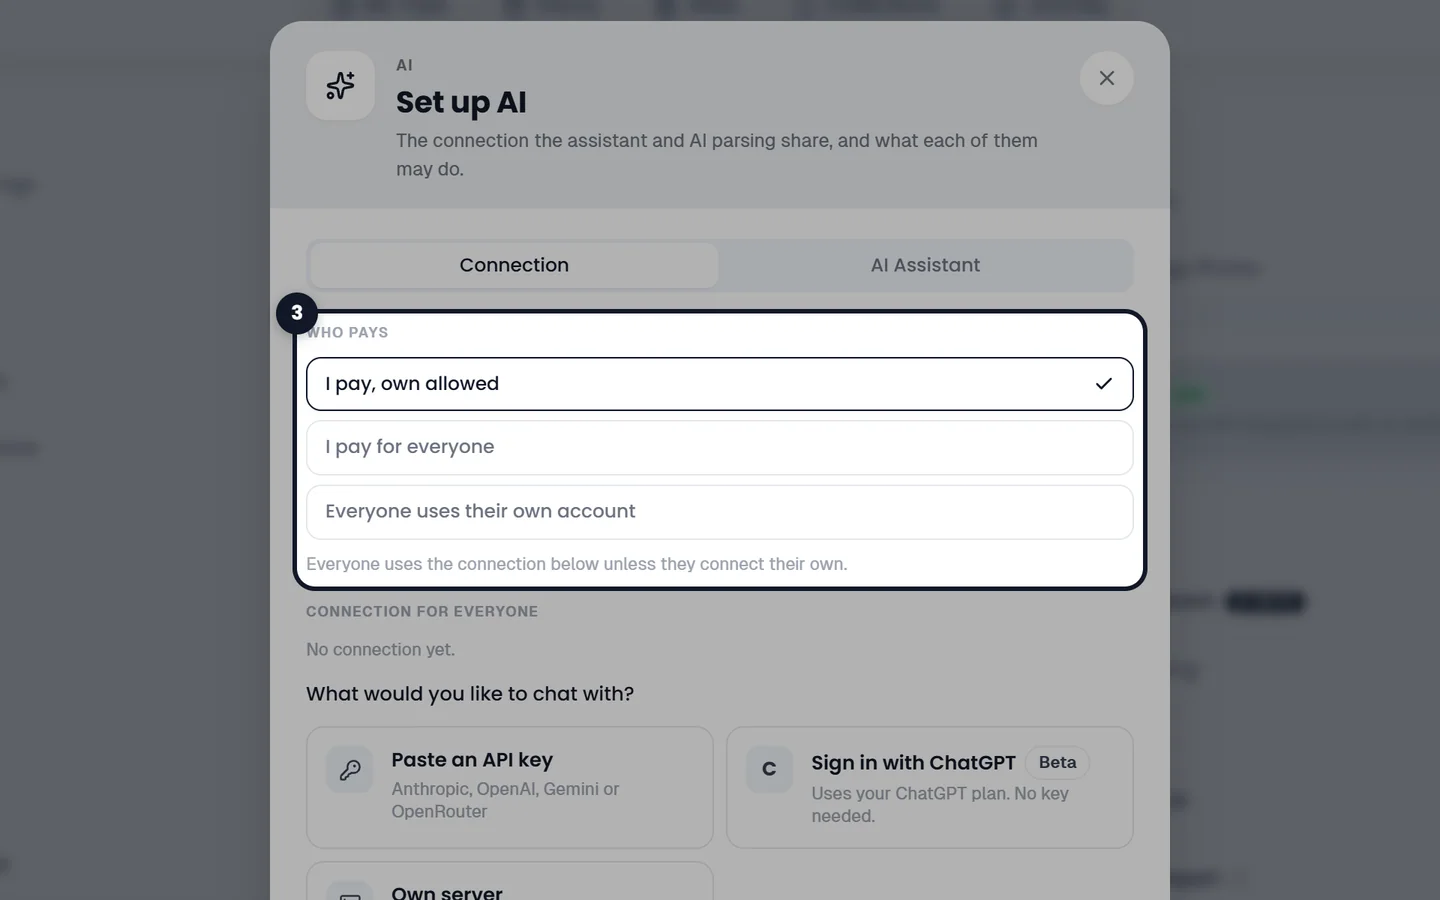 AI
Set up AI
The connection the assistant and AI parsing share, and what each of them
may do.
Connection
AI Assistant
3
WHO PAYS
I pay, own allowed
I pay for everyone
Everyone uses their own account
Everyone uses the connection below unless they connect their own.
CONNECTION FOR EVERYONE
No connection yet.
What would you like to chat with?
Paste an API key
Anthropic, OpenAI, Gemini or
OpenRouter
C
Sign in with ChatGPT
Beta
Uses your ChatGPT plan. No key
needed.
Own server